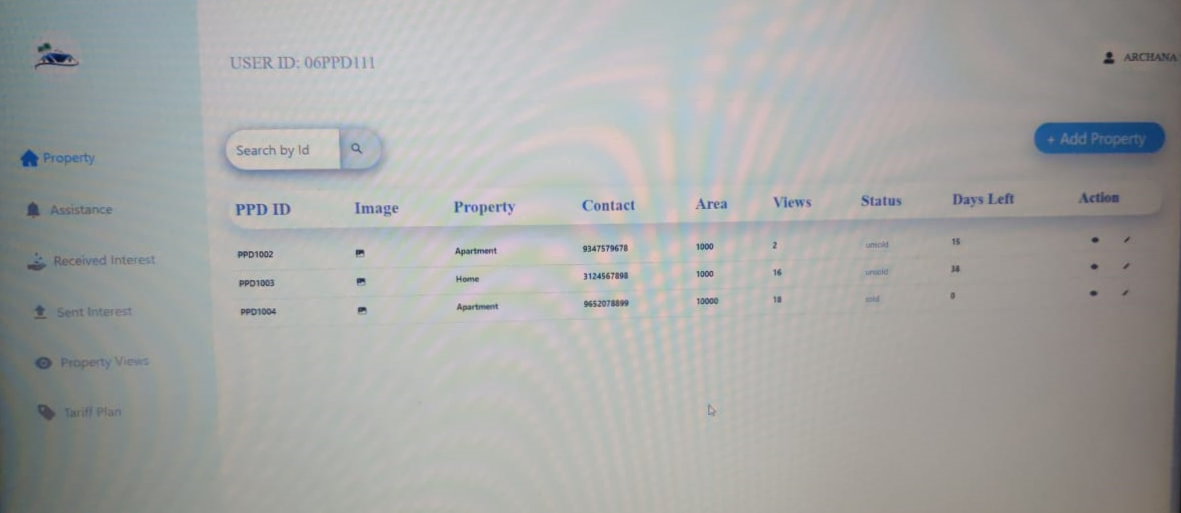 USER ID: 06PPD111
ARCHANA
Property
Assistance
Received Interest
Sent Interest
Property Views
Tariff Plan
Search by Id
+ Add Property
PPD ID Image Property Contact Area Views Status Days Left Action
PPD1002 Apartment 9347579678 1000 2 unsold 15
PPD1003 Home 3124567898 1000 16 unsold 38
PPD1004 Apartment 9652078899 10000 18 sold 0